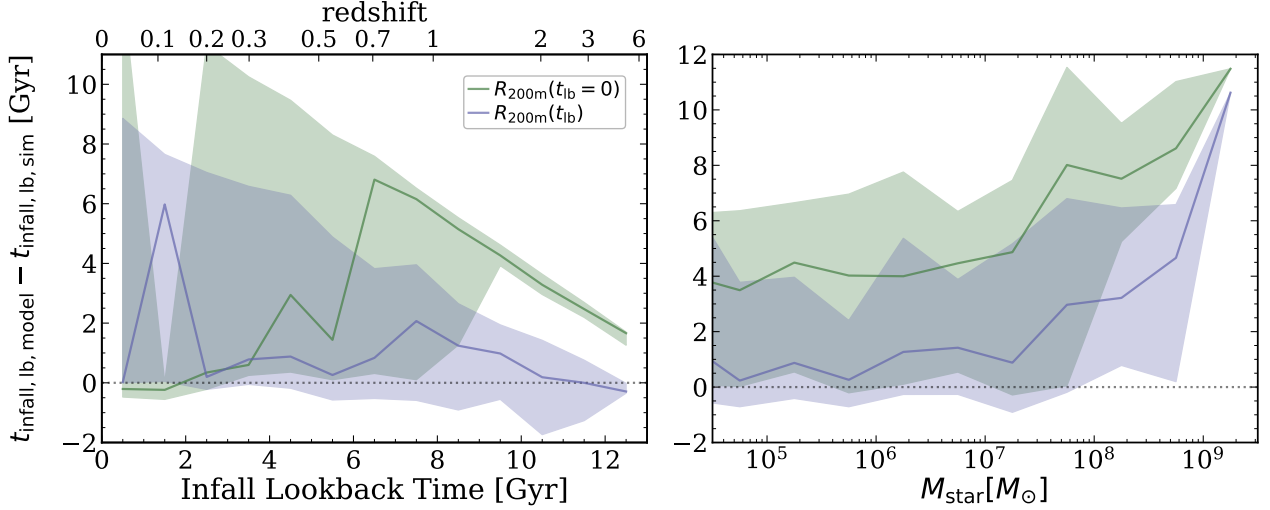 redshift
0 0.1 0.2 0.3 0.5 0.7 1 2 3 6
t_infall, lb, model − t_infall, lb, sim [Gyr]
10
8
6
4
2
0
−2
R_200m(t_lb = 0)
R_200m(t_lb)
0 2 4 6 8 10 12
Infall Lookback Time [Gyr]
12
10
8
6
4
2
0
−2
10^5 10^6 10^7 10^8 10^9
M_star[M_⊙]